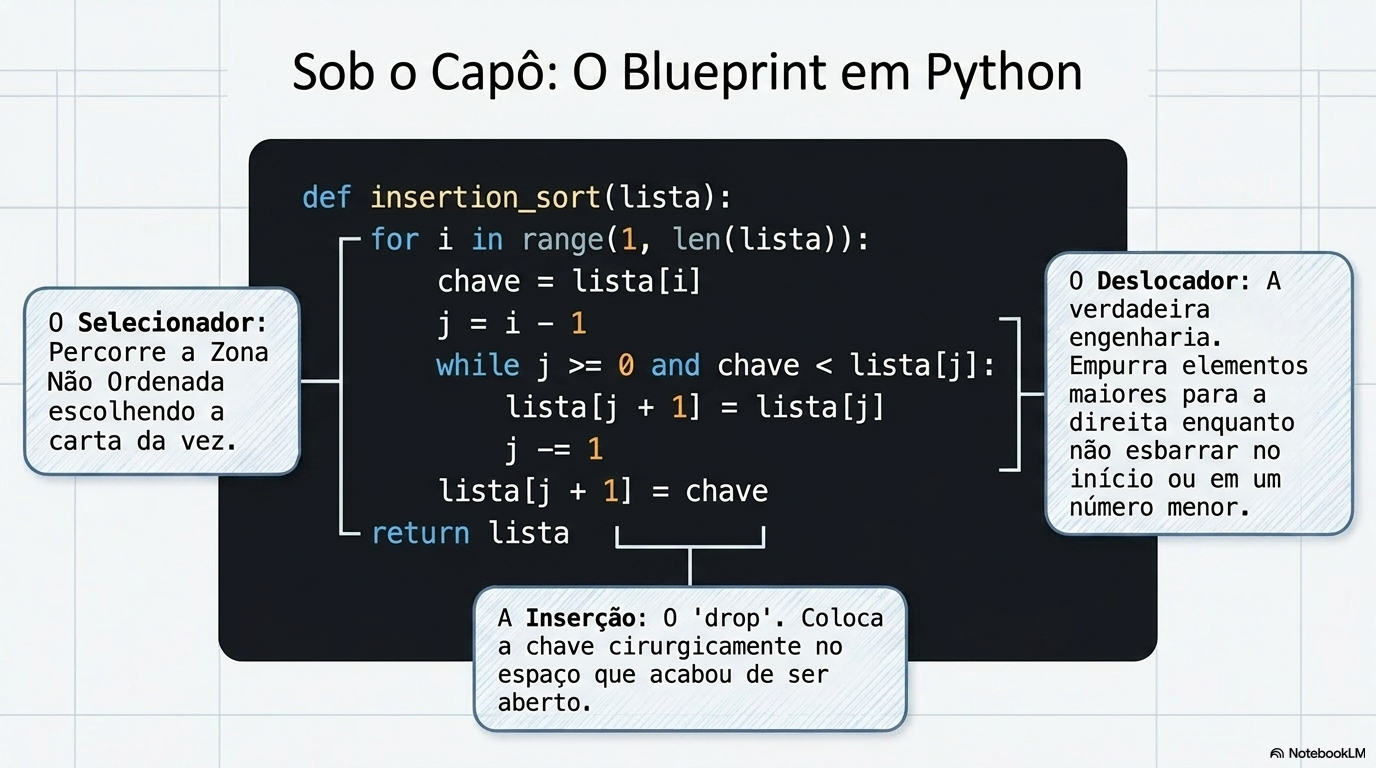 Sob o Capô: O Blueprint em Python
def insertion_sort(lista):
for i in range(1, len(lista)):
chave = lista[i]
j = i − 1
while j >= 0 and chave < lista[j]:
lista[j + 1] = lista[j]
j −= 1
lista[j + 1] = chave
return lista
O Selecionador:
Percorre a Zona
Não Ordenada
escolhendo a
carta da vez.
O Deslocador: A
verdadeira
engenharia.
Empurra elementos
maiores para a
direita enquanto
não esbarrar no
início ou em um
número menor.
A Inserção: O 'drop'. Coloca
a chave cirurgicamente no
espaço que acabou de ser
aberto.
NotebookLM